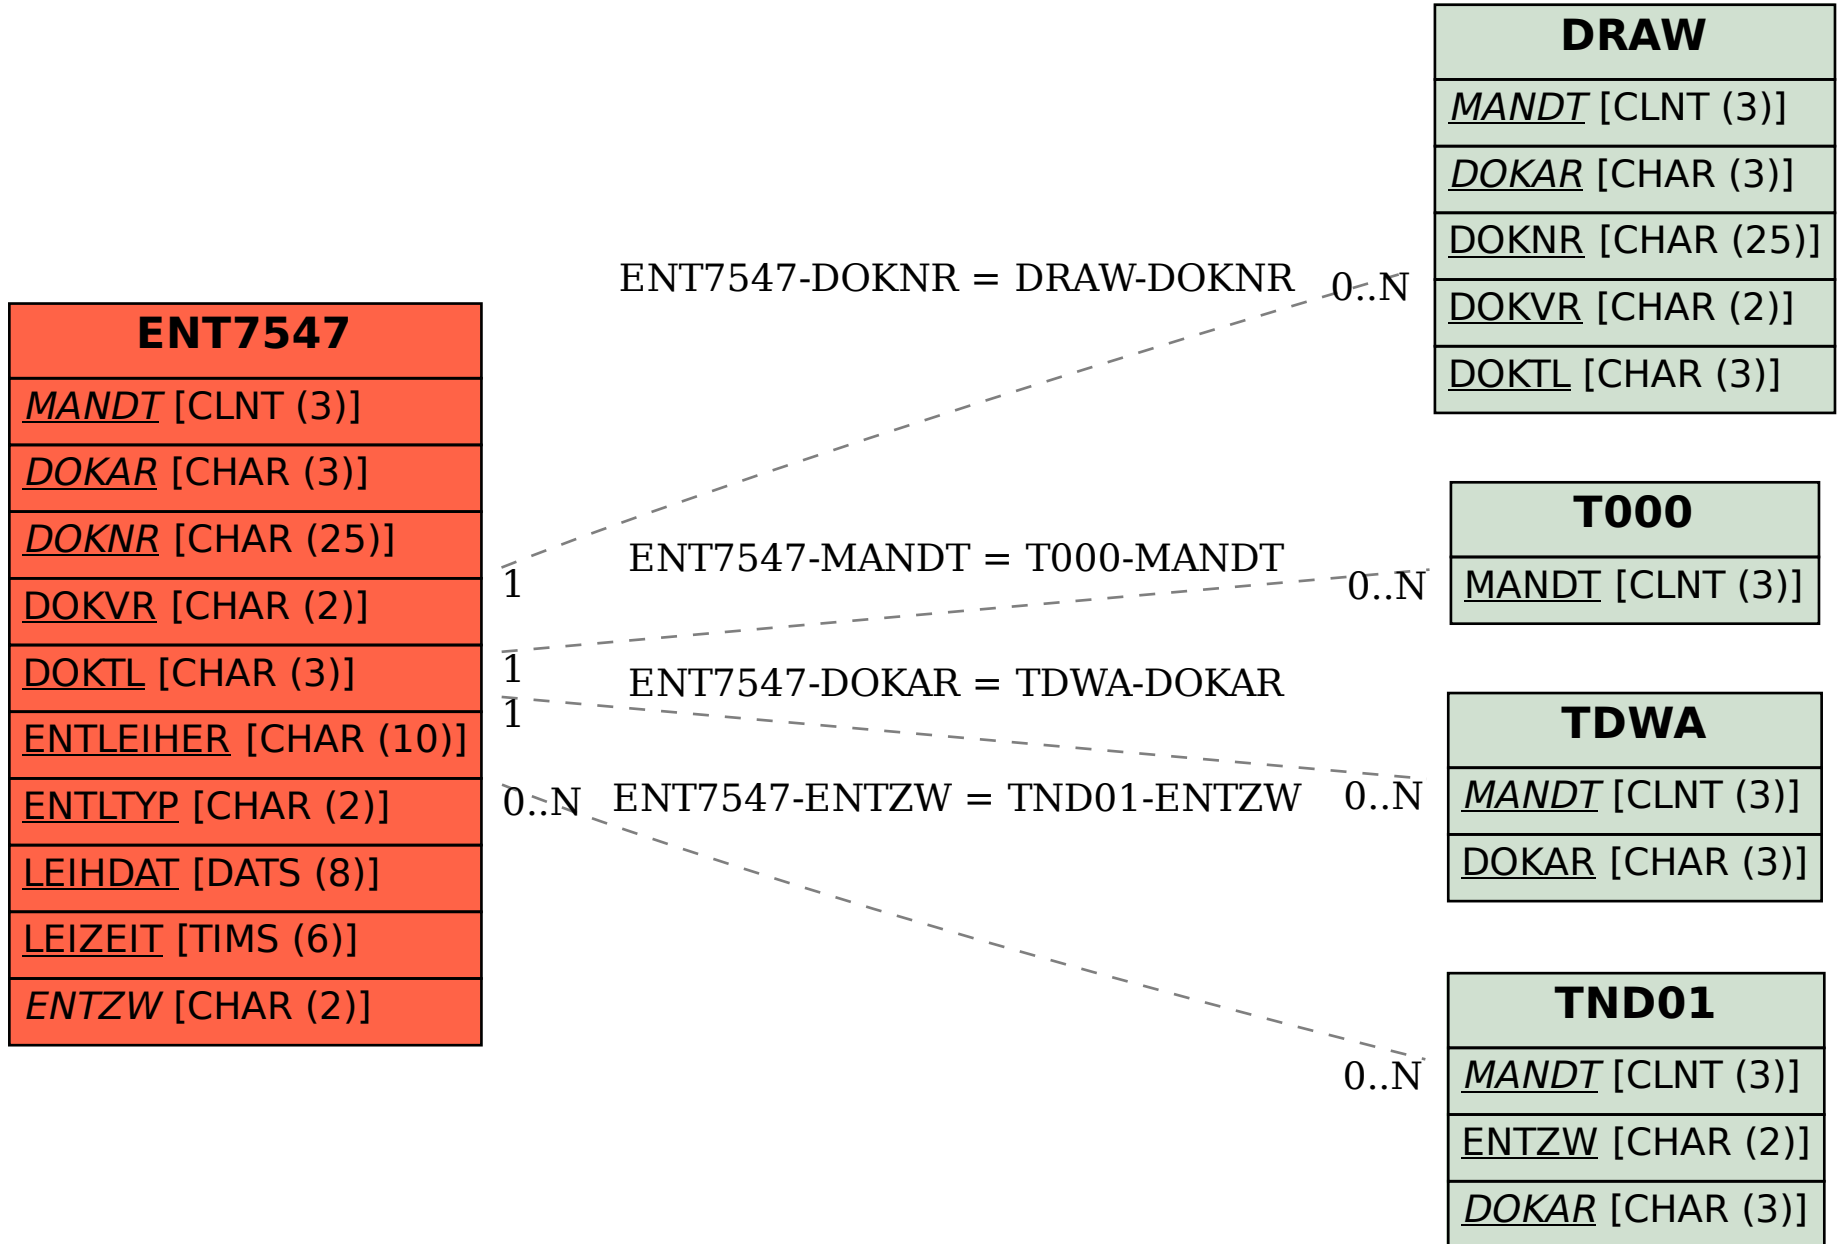 ENT7547
MANDT [CLNT (3)]
DOKAR [CHAR (3)]
DOKNR [CHAR (25)]
DOKVR [CHAR (2)]
DOKTL [CHAR (3)]
ENTLEIHER [CHAR (10)]
ENTLTYP [CHAR (2)]
LEIHDAT [DATS (8)]
LEIZEIT [TIMS (6)]
ENTZW [CHAR (2)]
ENT7547-DOKNR = DRAW-DOKNR
0..N
1
ENT7547-MANDT = T000-MANDT
0..N
1
ENT7547-DOKAR = TDWA-DOKAR
1
0..N
ENT7547-ENTZW = TND01-ENTZW
0..N
0..N
DRAW
MANDT [CLNT (3)]
DOKAR [CHAR (3)]
DOKNR [CHAR (25)]
DOKVR [CHAR (2)]
DOKTL [CHAR (3)]
T000
MANDT [CLNT (3)]
TDWA
MANDT [CLNT (3)]
DOKAR [CHAR (3)]
TND01
MANDT [CLNT (3)]
ENTZW [CHAR (2)]
DOKAR [CHAR (3)]